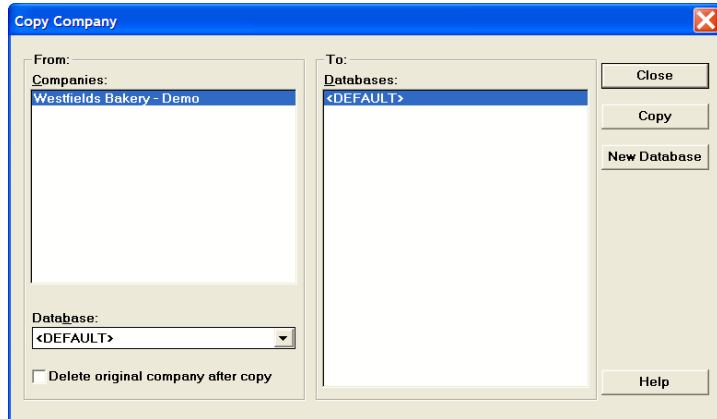 Copy Company
From:
Companies:
Westfields Bakery - Demo
Database:
<DEFAULT>
Delete original company after copy
To:
Databases:
<DEFAULT>
Close
Copy
New Database
Help